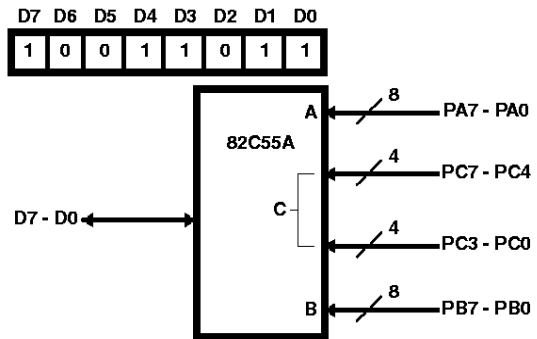 D7 D6 D5 D4 D3 D2 D1 D0
1 0 0 1 1 0 1 1
A
8
PA7 - PA0
82C55A
4
PC7 - PC4
C
D7 - D0
4
PC3 - PC0
B
8
PB7 - PB0